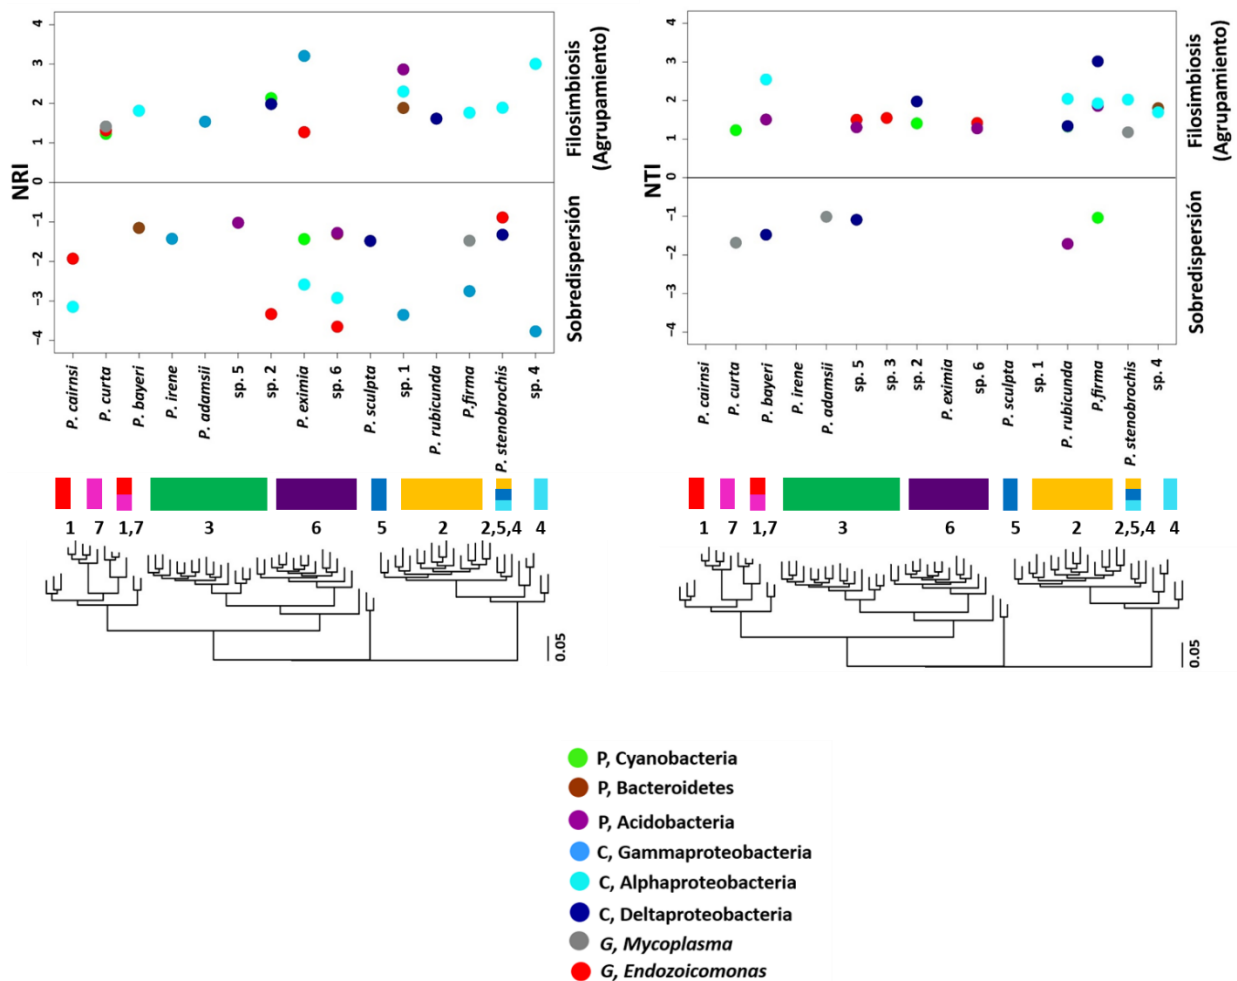 4
3
2
1
0
−1
−2
−3
−4
NRI
Filosimbiosis
(Agrupamiento)
Sobredispersión
P. cairnsi
P. curta
P. bayeri
P. irene
P. adamsii
sp. 5
sp. 2
P. eximia
sp. 6
P. sculpta
sp. 1
P. rubicunda
P.firma
P. stenobrochis
sp. 4
1 7 1,7 3 6 5 2 2,5,4 4
0.05
4
3
2
1
0
−1
−2
−3
−4
NTI
Filosimbiosis
(Agrupamiento)
Sobredispersión
P. cairnsi
P. curta
P. bayeri
P. irene
P. adamsii
sp. 5
sp. 3
sp. 2
P. eximia
sp. 6
P. sculpta
sp. 1
P. rubicunda
P.firma
P. stenobrochis
sp. 4
1 7 1,7 3 6 5 2 2,5,4 4
0.05
P, Cyanobacteria
P, Bacteroidetes
P, Acidobacteria
C, Gammaproteobacteria
C, Alphaproteobacteria
C, Deltaproteobacteria
G, Mycoplasma
G, Endozoicomonas